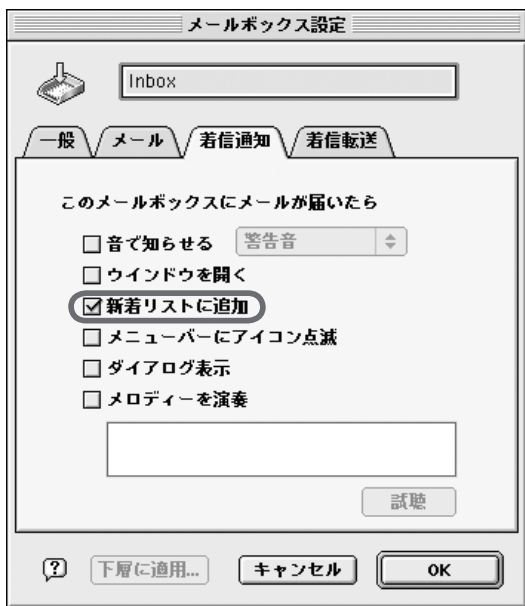 メールボックス設定
Inbox
一般 メール 着信通知 着信転送
このメールボックスにメールが届いたら
音で知らせる 警告音
ウインドウを開く
新着リストに追加
メニューバーにアイコン点滅
ダイアログ表示
メロディーを演奏
試聴
? 下層に適用... キャンセル OK